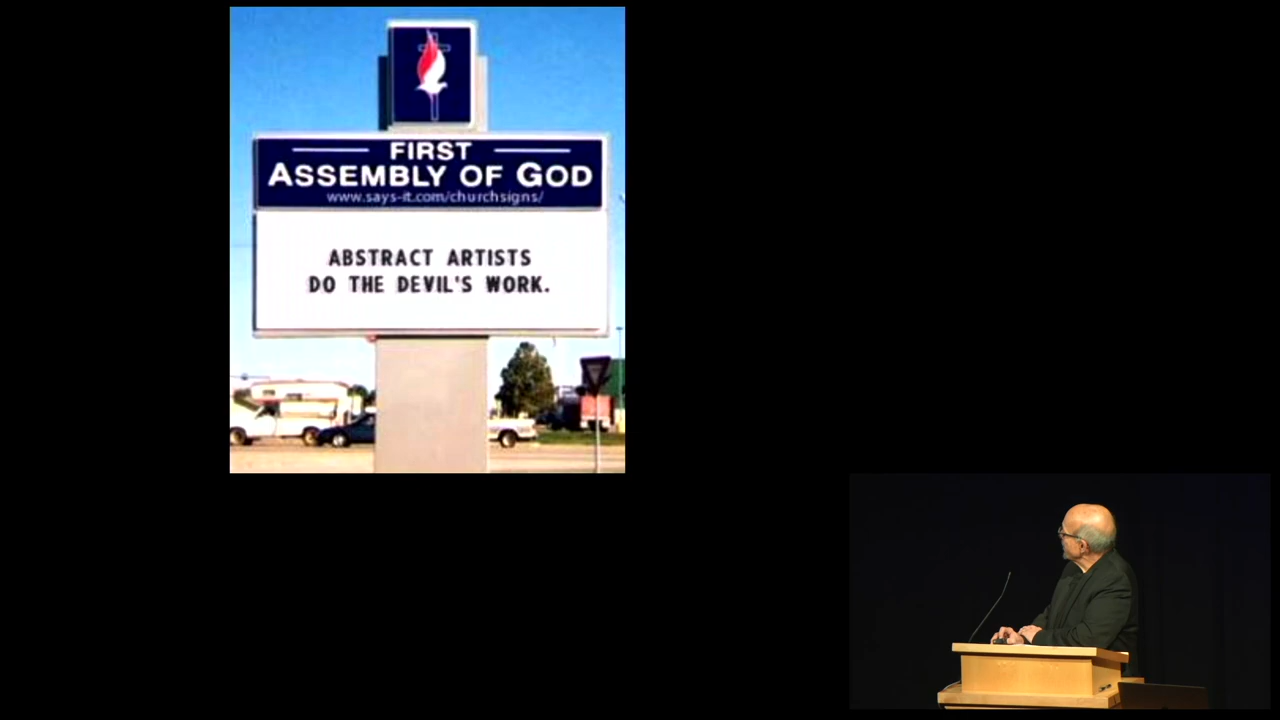 FIRST
ASSEMBLY OF GOD
www.says-it.com/churchsigns/
ABSTRACT ARTISTS
DO THE DEVIL'S WORK.